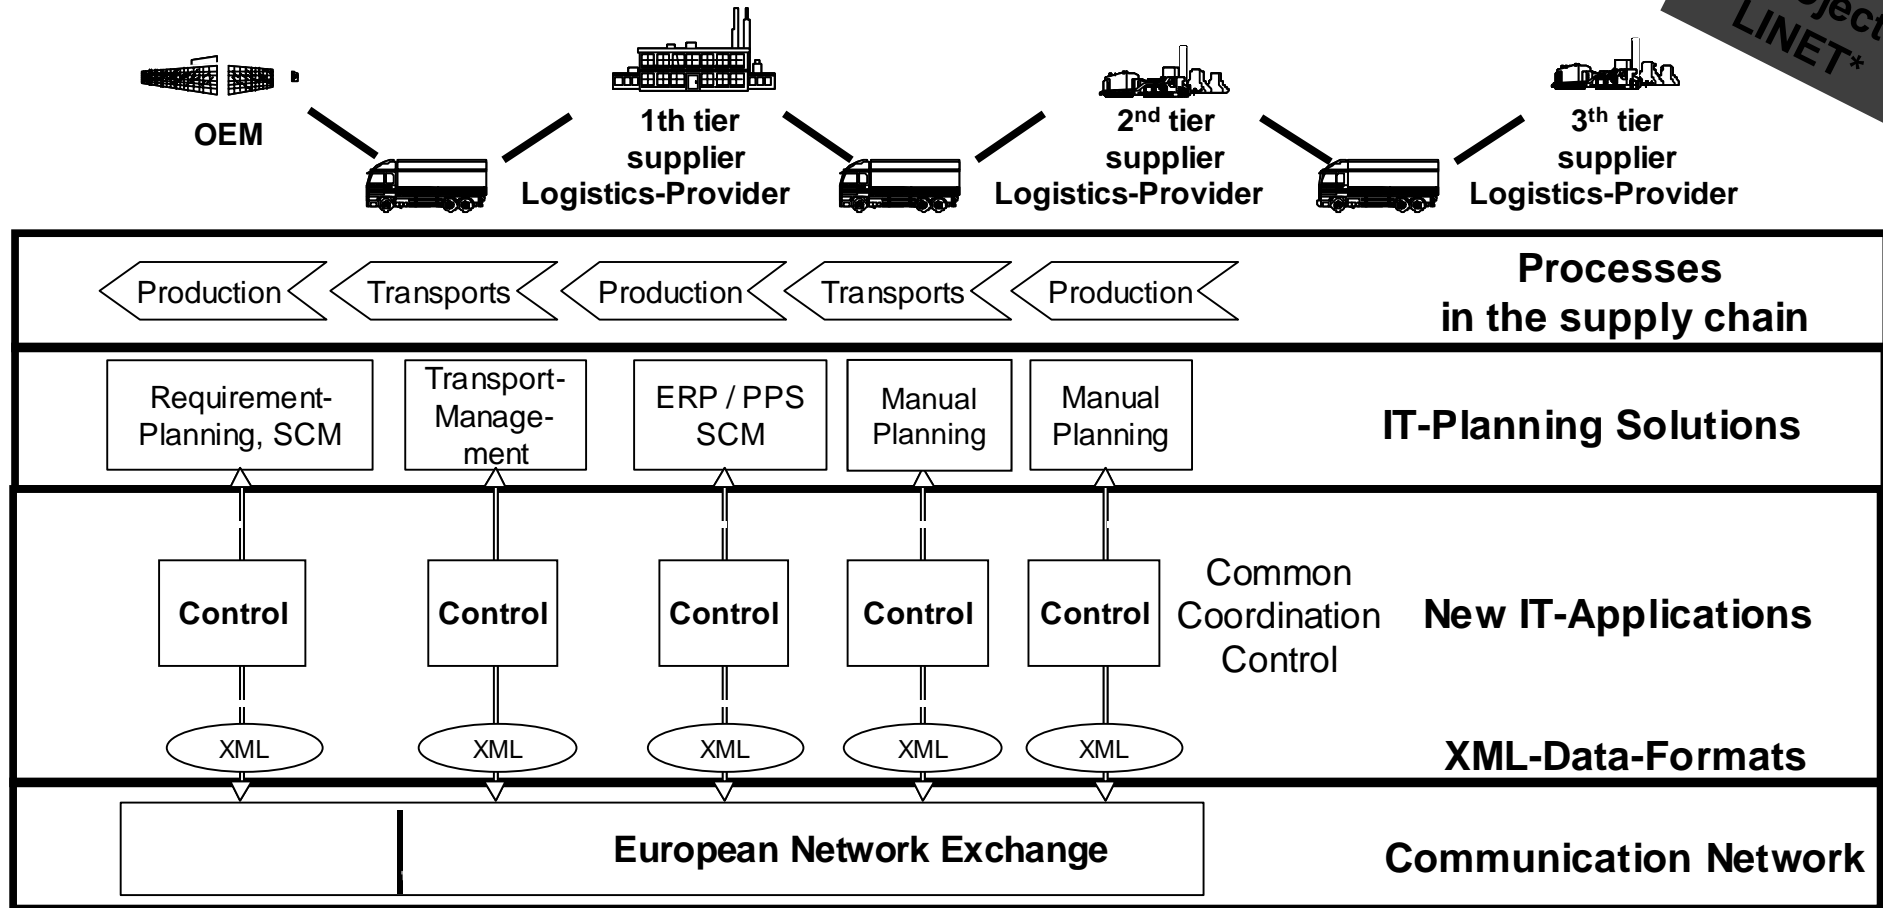 LINET*
OEM
1th tier
supplier
Logistics-Provider
2nd tier
supplier
Logistics-Provider
3th tier
supplier
Logistics-Provider
Production
Transports
Production
Transports
Production
Processes
in the supply chain
Requirement-
Planning, SCM
Transport-
Manage-
ment
ERP / PPS
SCM
Manual
Planning
Manual
Planning
IT-Planning Solutions
Control
Control
Control
Control
Control
Common
Coordination
Control
New IT-Applications
XML
XML
XML
XML
XML
XML-Data-Formats
European Network Exchange
Communication Network